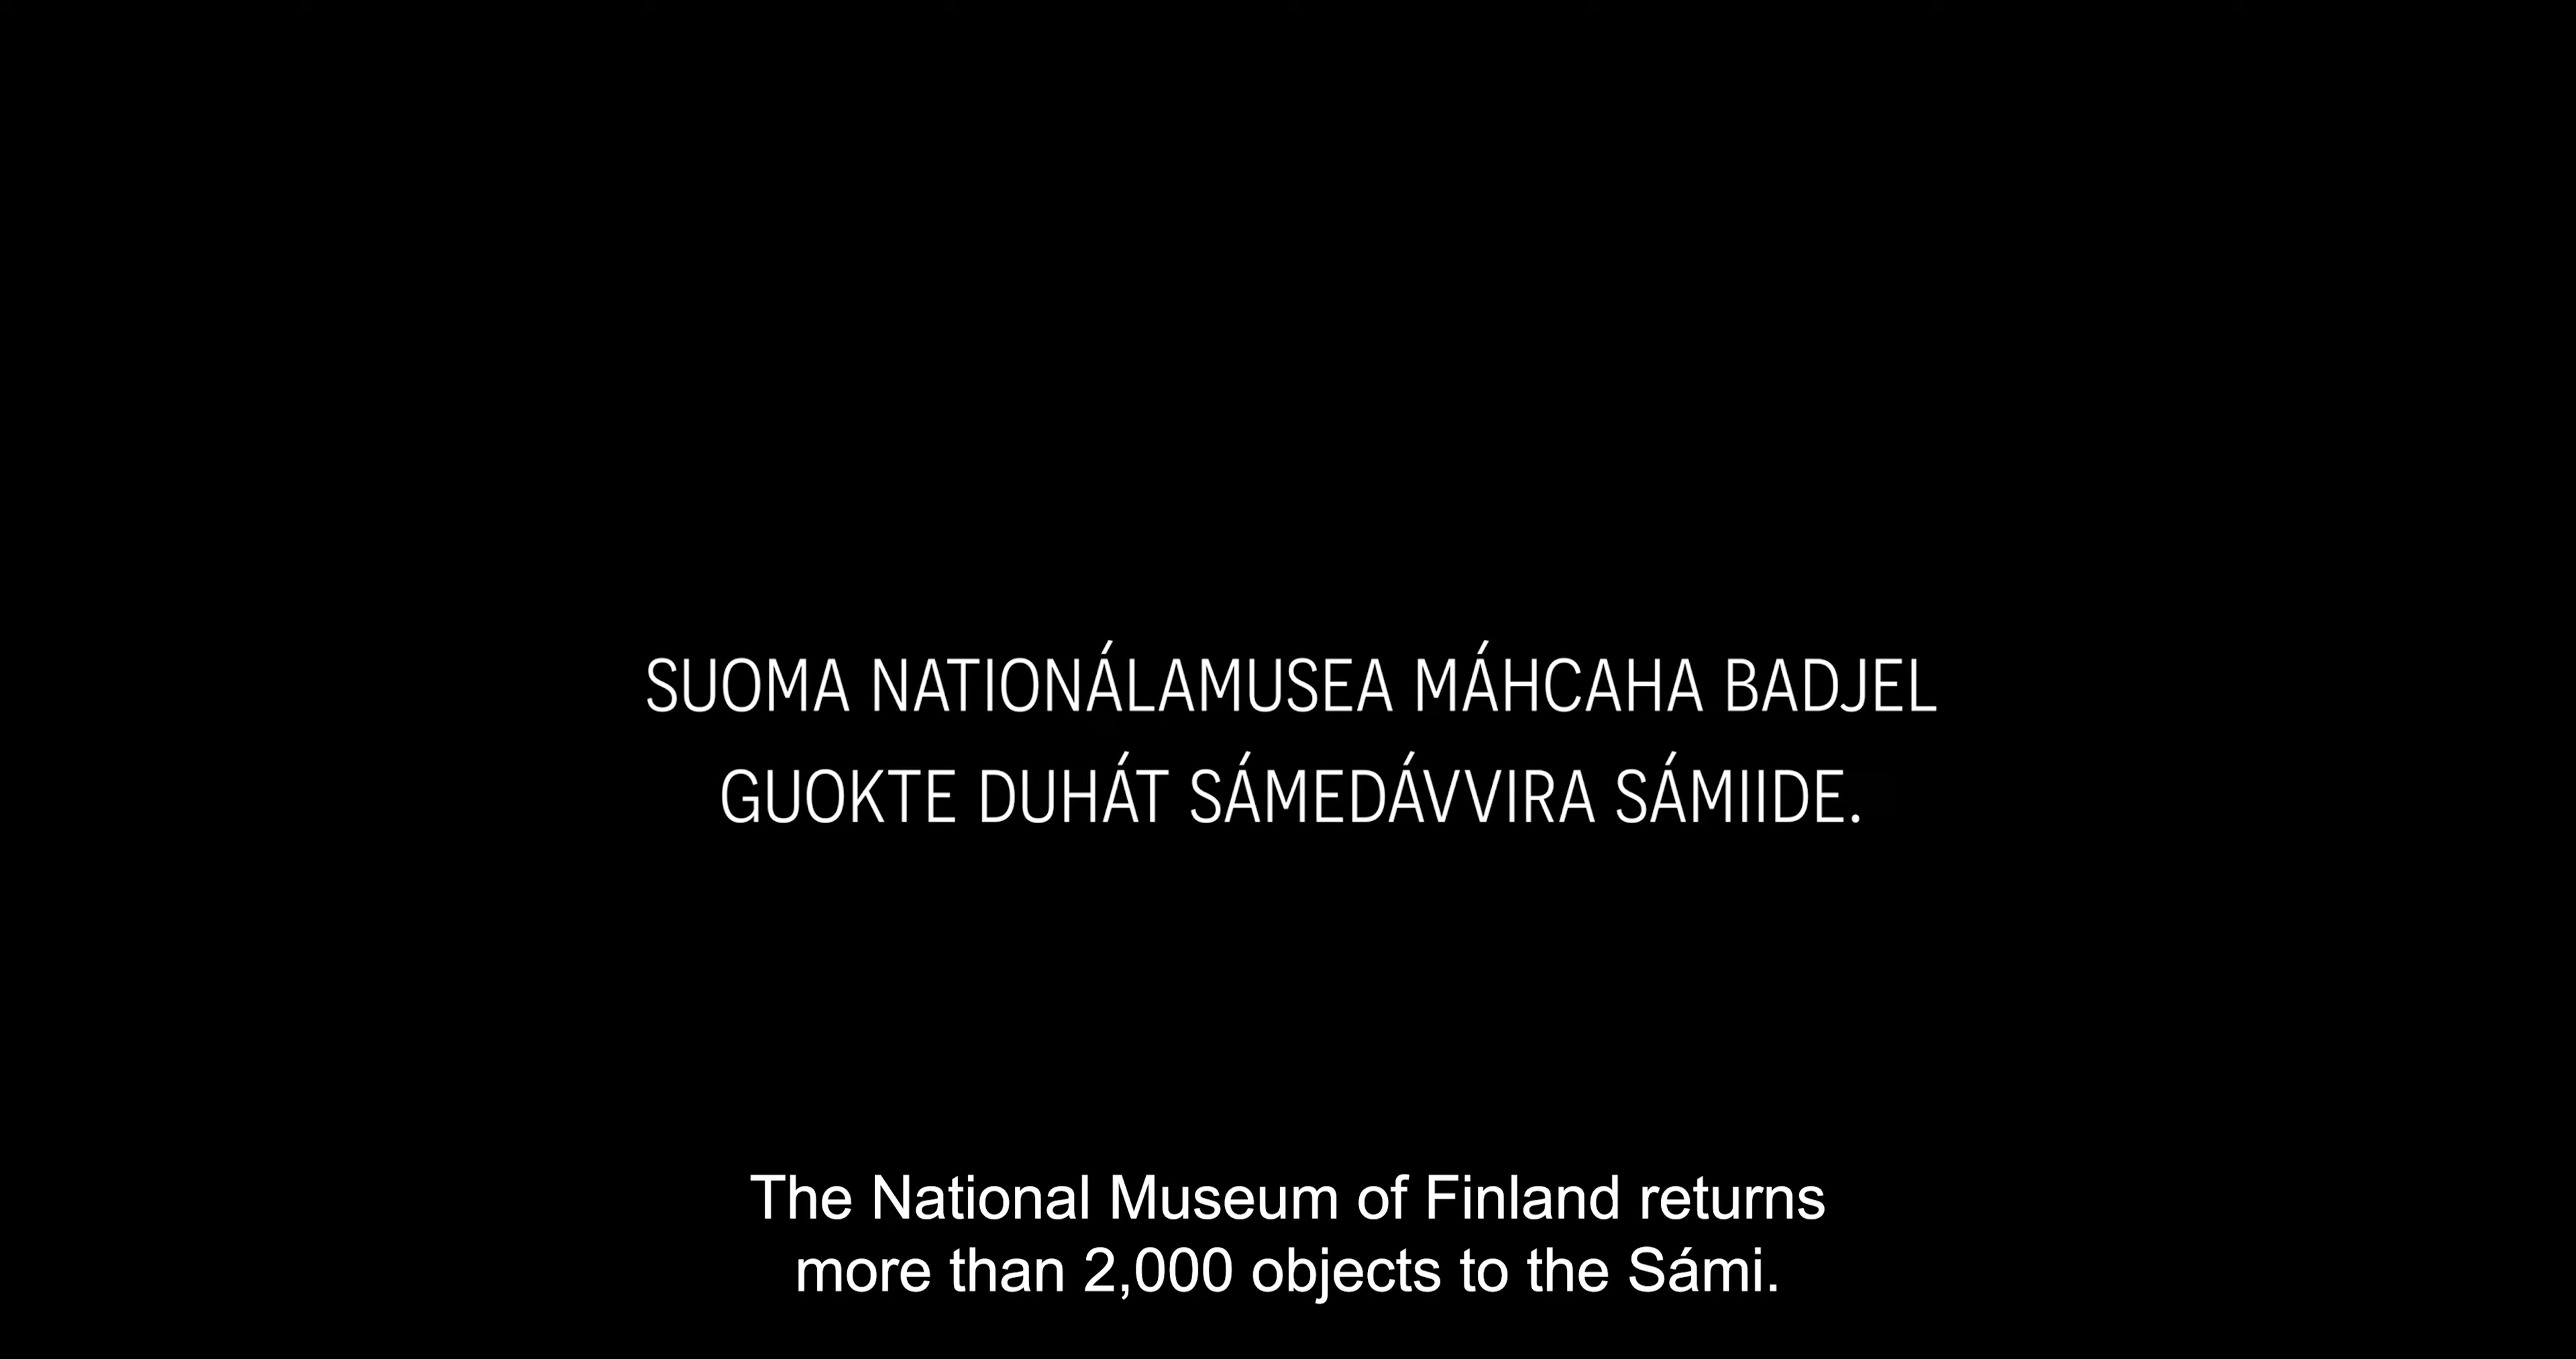 SUOMA NATIONÁLAMUSEA MÁHCAHA BADJEL
GUOKTE DUHÁT SÁMEDÁVVIRA SÁMIIDE.
The National Museum of Finland returns
more than 2,000 objects to the Sámi.